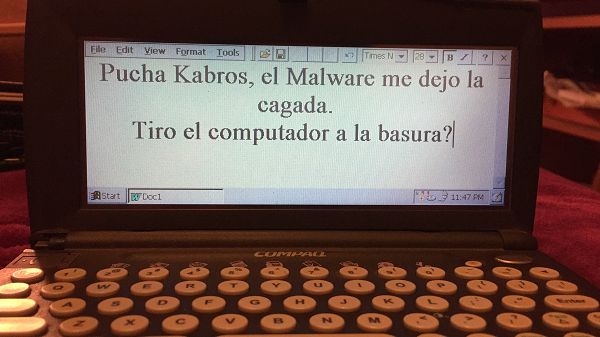 File Edit View Format Tools Times N 28 B I ? ×
Pucha Kabros, el Malware me dejo la
cagada.
Tiro el computador a la basura?
Start Doc1 11:47 PM
COMPAQ
Q W E R T Y U I O P
A S D F G H J K L Enter
Z X C V B N M